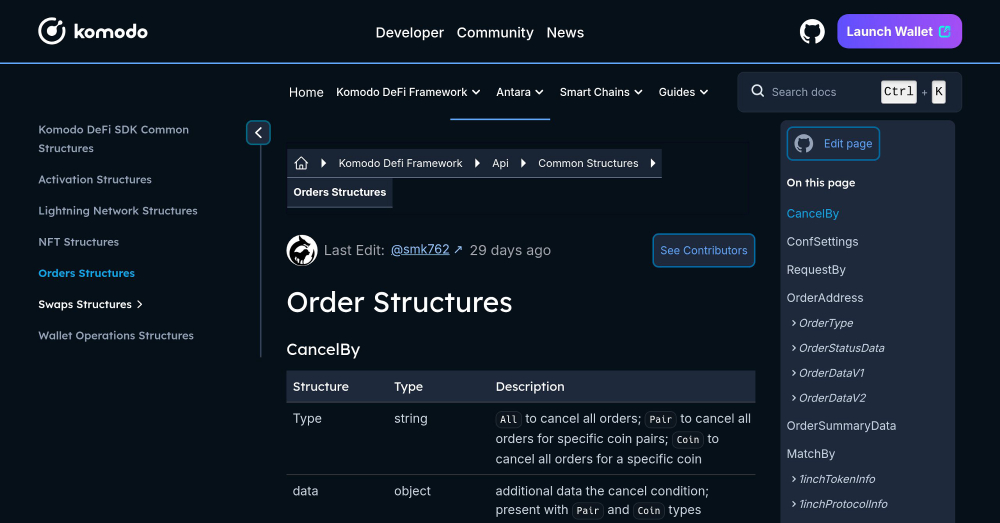 komodo
Developer Community News
Launch Wallet
Home Komodo DeFi Framework Antara Smart Chains Guides
Search docs Ctrl + K
Komodo DeFi SDK Common
Structures
Activation Structures
Lightning Network Structures
NFT Structures
Orders Structures
Swaps Structures
Wallet Operations Structures
Komodo Defi Framework Api Common Structures
Orders Structures
Last Edit: @smk762 ↗ 29 days ago
See Contributors
Order Structures
CancelBy
Structure Type Description
Type string All to cancel all orders; Pair to cancel all
orders for specific coin pairs; Coin to
cancel all orders for a specific coin
data object additional data the cancel condition;
present with Pair and Coin types
Edit page
On this page
CancelBy
ConfSettings
RequestBy
OrderAddress
OrderType
OrderStatusData
OrderDataV1
OrderDataV2
OrderSummaryData
MatchBy
1inchTokenInfo
1inchProtocolInfo